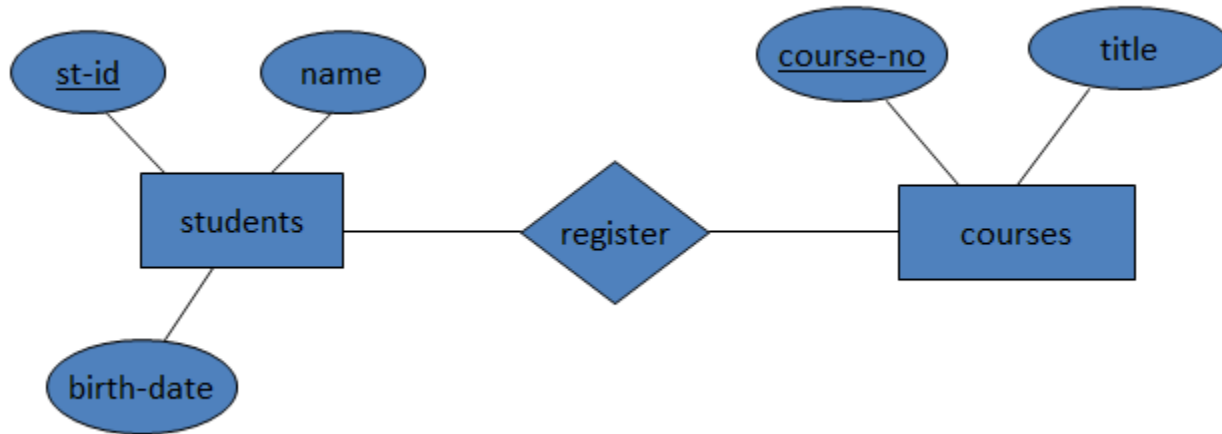 st-id
name
course-no
title
students
register
courses
birth-date